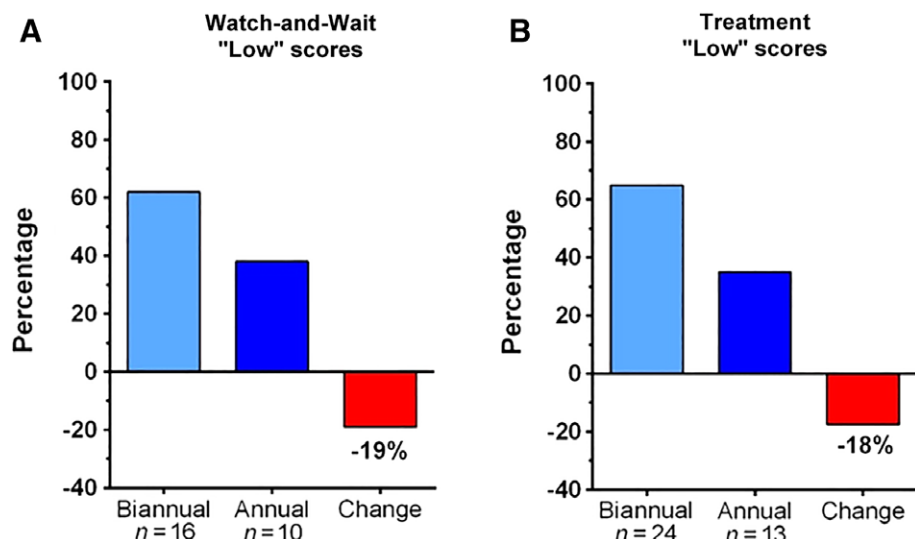 A
Watch-and-Wait
"Low" scores
Percentage
100
80
60
40
20
0
-20
-40
-19%
Biannual Annual Change
n=16 n=10
B
Treatment
"Low" scores
Percentage
100
80
60
40
20
0
-20
-40
-18%
Biannual Annual Change
n=24 n=13